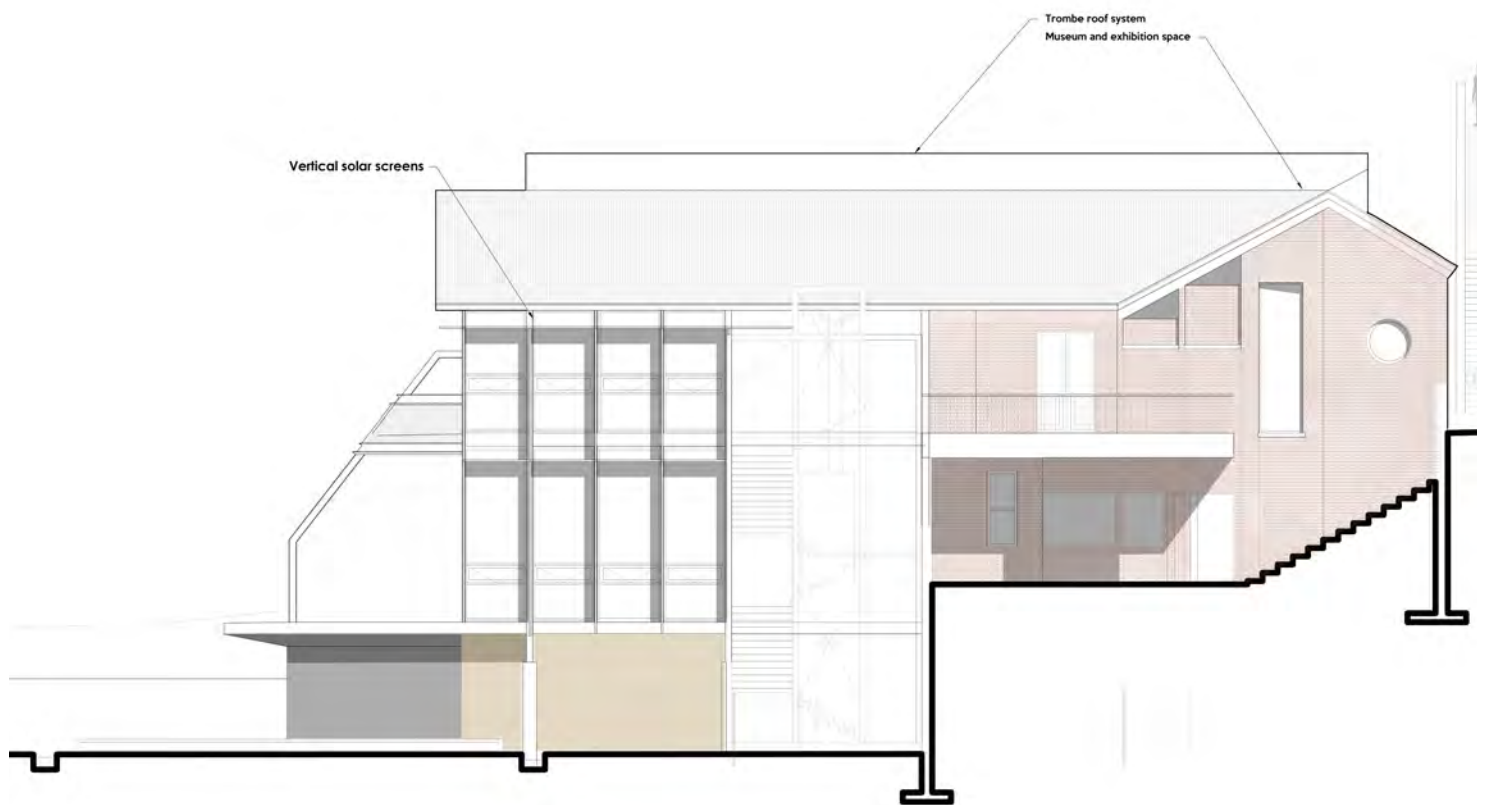 Trombe roof system
Museum and exhibition space
Vertical solar screens